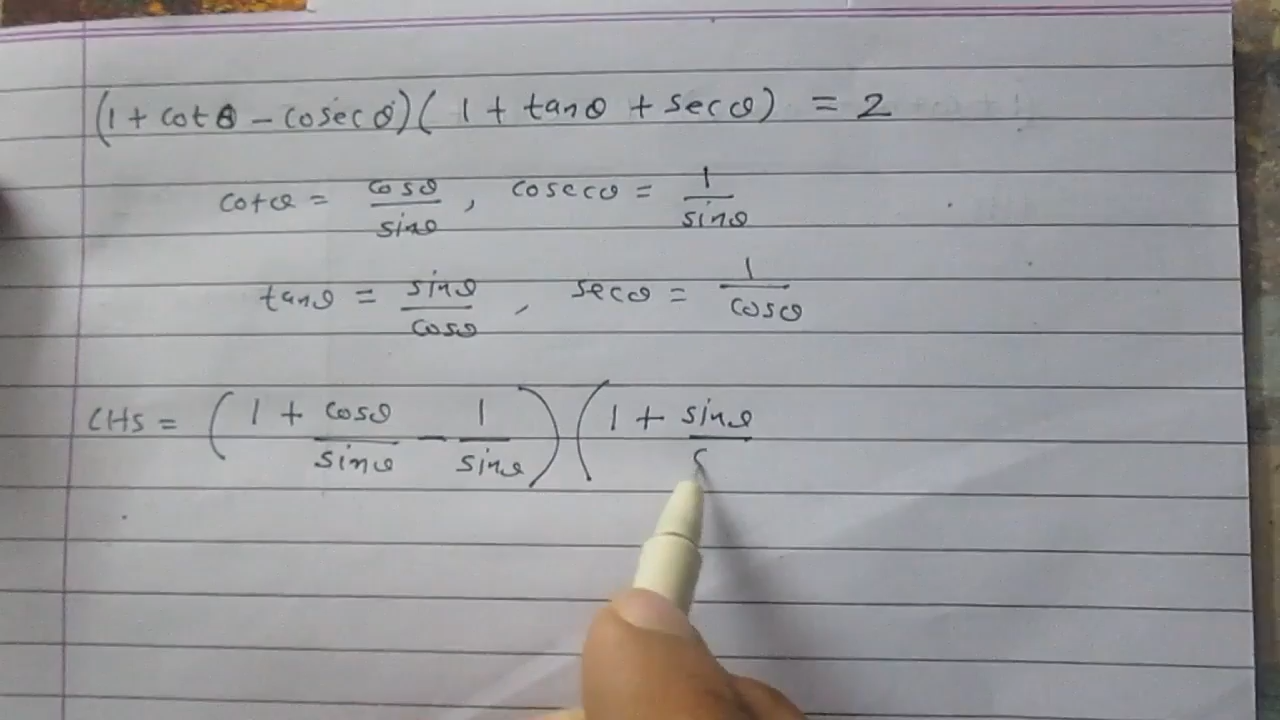 (1 + cotθ - cosecθ)(1 + tanθ + secθ) = 2
cotθ = cosθ/sinθ, cosecθ = 1/sinθ
tanθ = sinθ/cosθ, secθ = 1/cosθ
LHS = (1 + cosθ/sinθ - 1/sinθ)(1 + sinθ/c